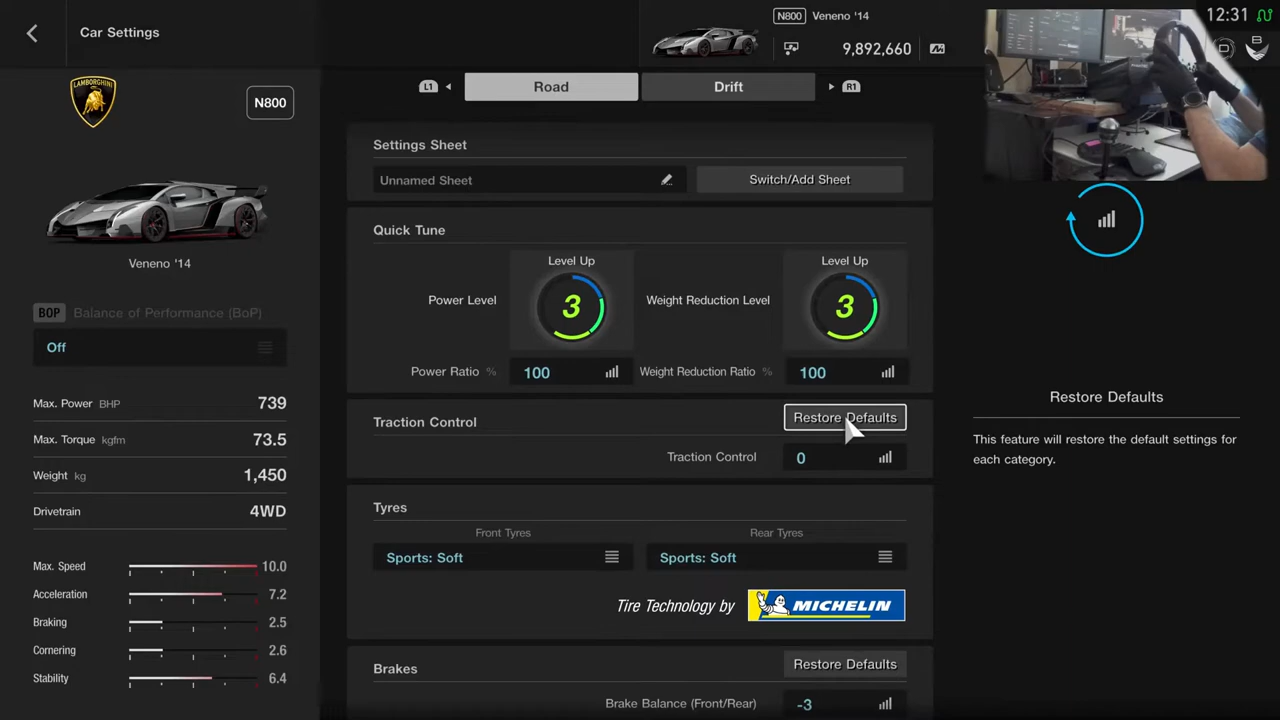 Car Settings
N800 Veneno '14
9,892,660
12:31
B
D
LAMBORGHINI
N800
L1 Road Drift R1
Settings Sheet
Unnamed Sheet Switch/Add Sheet
Veneno '14
Quick Tune
Level Up Level Up
Power Level 3 Weight Reduction Level 3
Power Ratio % 100 Weight Reduction Ratio % 100
BOP Balance of Performance (BoP)
Off
Max. Power BHP 739
Max. Torque kgfm 73.5
Weight kg 1,450
Drivetrain 4WD
Max. Speed 10.0
Acceleration 7.2
Braking 2.5
Cornering 2.6
Stability 6.4
Traction Control Restore Defaults
Traction Control 0
Tyres
Front Tyres Rear Tyres
Sports: Soft Sports: Soft
Tire Technology by MICHELIN
Brakes Restore Defaults
Brake Balance (Front/Rear) -3
Restore Defaults
This feature will restore the default settings for
each category.